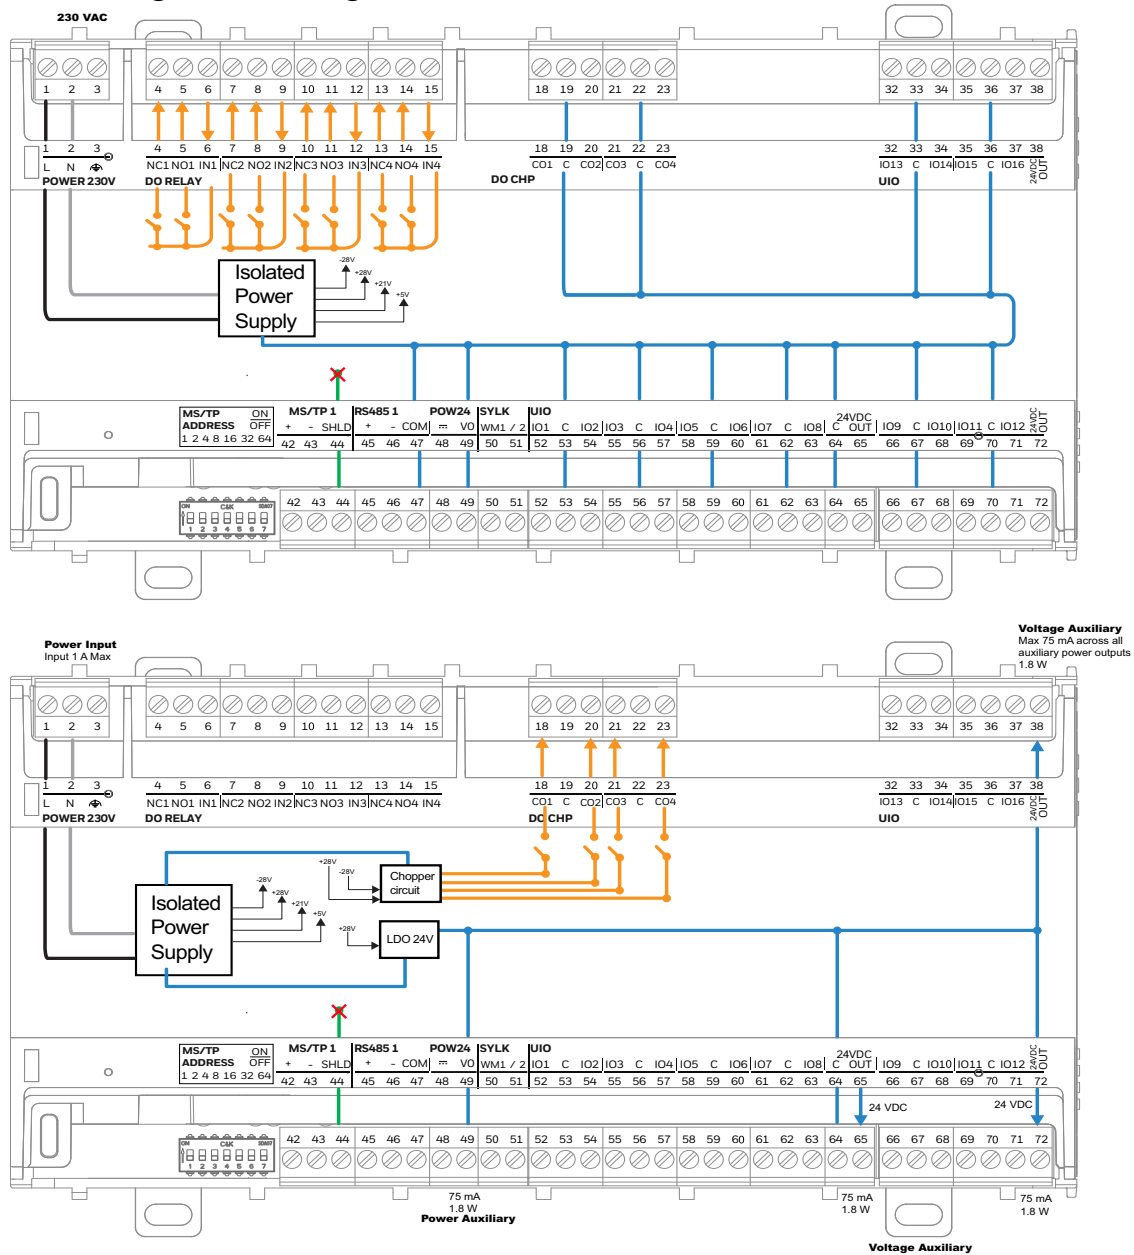 230 VAC
1 2 3 4 5 6 7 8 9 10 11 12 13 14 15 18 19 20 21 22 23 32 33 34 35 36 37 38
1 2 3 4 5 6 7 8 9 10 11 12 13 14 15 18 19 20 21 22 23 32 33 34 35 36 37 38
L N NC1 NO1 IN1 NC2 NO2 IN2 NC3 NO3 IN3 NC4 NO4 IN4 CO1 C CO2 CO3 C CO4 IO13 C IO14 IO15 C IO16 24VDC OUT
POWER 230V DO RELAY DO CHP UIO
Isolated
Power
Supply
-28V
+28V
+21V
+5V
MS/TP ON MS/TP 1 RS485 1 POW24 SYLK UIO 24VDC
ADDRESS OFF + - SHLD + - COM V0 WM1 / 2 IO1 C IO2 IO3 C IO4 IO5 C IO6 IO7 C IO8 C OUT IO9 C IO10 IO11 C IO12 24VDC OUT
1 2 4 8 16 32 64 42 43 44 45 46 47 48 49 50 51 52 53 54 55 56 57 58 59 60 61 62 63 64 65 66 67 68 69 70 71 72
ON C&K SDA07
1 2 3 4 5 6 7
42 43 44 45 46 47 48 49 50 51 52 53 54 55 56 57 58 59 60 61 62 63 64 65 66 67 68 69 70 71 72
Power Input
Input 1 A Max
Voltage Auxiliary
Max 75 mA across all
auxiliary power outputs
1.8 W
1 2 3 4 5 6 7 8 9 10 11 12 13 14 15 18 19 20 21 22 23 32 33 34 35 36 37 38
1 2 3 4 5 6 7 8 9 10 11 12 13 14 15 18 19 20 21 22 23 32 33 34 35 36 37 38
L N NC1 NO1 IN1 NC2 NO2 IN2 NC3 NO3 IN3 NC4 NO4 IN4 CO1 C CO2 CO3 C CO4 IO13 C IO14 IO15 C IO16 24VDC OUT
POWER 230V DO RELAY DO CHP UIO
Isolated
Power
Supply
-28V
+28V
+21V
+5V
+28V
-28V
Chopper
circuit
+28V
LDO 24V
MS/TP ON MS/TP 1 RS485 1 POW24 SYLK UIO 24VDC
ADDRESS OFF + - SHLD + - COM V0 WM1 / 2 IO1 C IO2 IO3 C IO4 IO5 C IO6 IO7 C IO8 C OUT IO9 C IO10 IO11 C IO12 24VDC OUT
1 2 4 8 16 32 64 42 43 44 45 46 47 48 49 50 51 52 53 54 55 56 57 58 59 60 61 62 63 64 65 66 67 68 69 70 71 72
24 VDC 24 VDC
ON C&K SDA07
1 2 3 4 5 6 7
42 43 44 45 46 47 48 49 50 51 52 53 54 55 56 57 58 59 60 61 62 63 64 65 66 67 68 69 70 71 72
75 mA
1.8 W
Power Auxiliary
75 mA
1.8 W
75 mA
1.8 W
Voltage Auxiliary